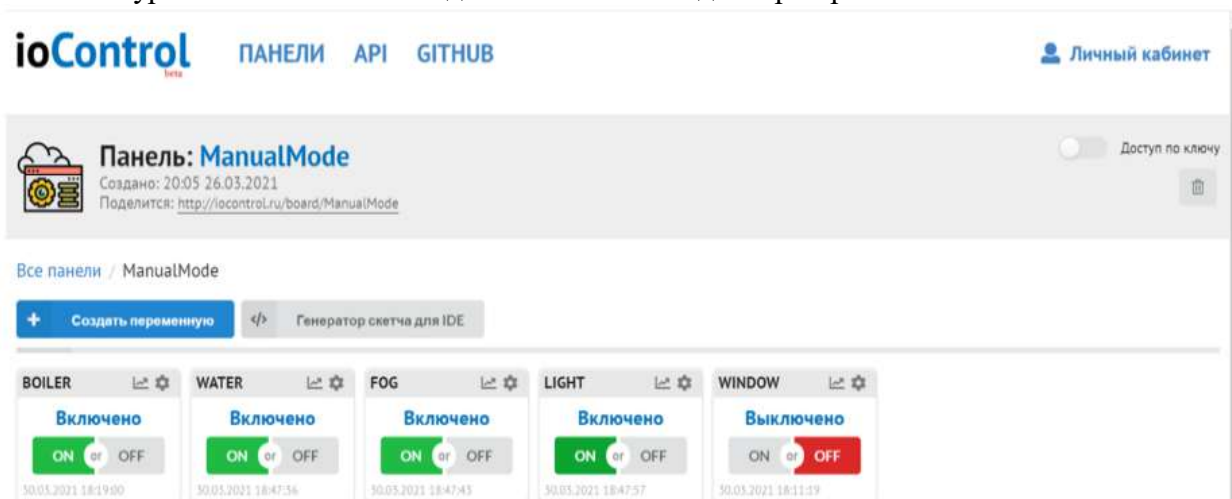 ioControl
beta
ПАНЕЛИ API GITHUB
Личный кабинет
Панель: ManualMode
Доступ по ключу
Создано: 20:05 26.03.2021
Поделится: http://iocontrol.ru/board/ManualMode
Все панели / ManualMode
+ Создать переменную </> Генератор скетча для IDE
BOILER WATER FOG LIGHT WINDOW
Включено Включено Включено Включено Выключено
ON or OFF ON or OFF ON or OFF ON or OFF ON or OFF
30.03.2021 18:19:00 30.03.2021 18:47:36 30.03.2021 18:47:43 30.03.2021 18:47:57 30.03.2021 18:11:19